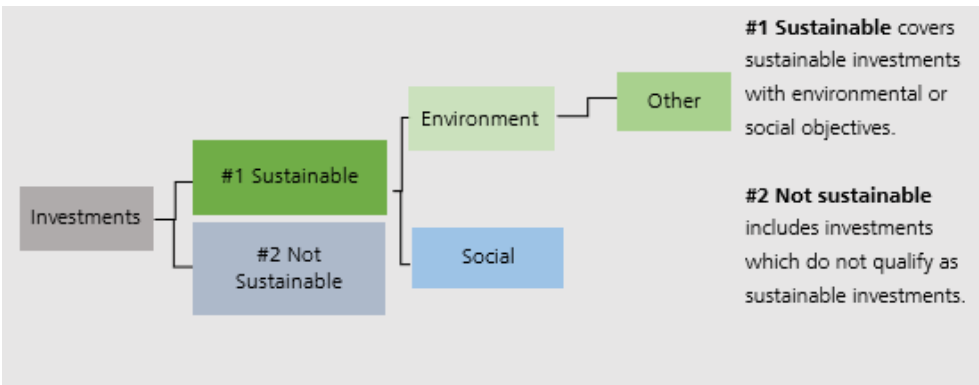 Investments
#1 Sustainable
#2 Not
Sustainable
Environment
Other
Social
#1 Sustainable covers
sustainable investments
with environmental or
social objectives.
#2 Not sustainable
includes investments
which do not qualify as
sustainable investments.